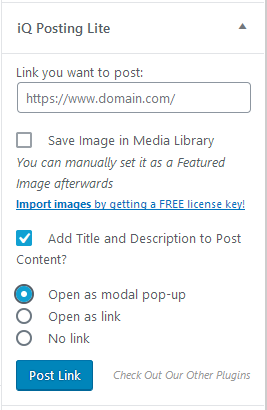 iQ Posting Lite
Link you want to post:
https://www.domain.com/
Save Image in Media Library
You can manually set it as a Featured
Image afterwards
Import images by getting a FREE license key!
Add Title and Description to Post
Content?
Open as modal pop-up
Open as link
No link
Post Link
Check Out Our Other Plugins